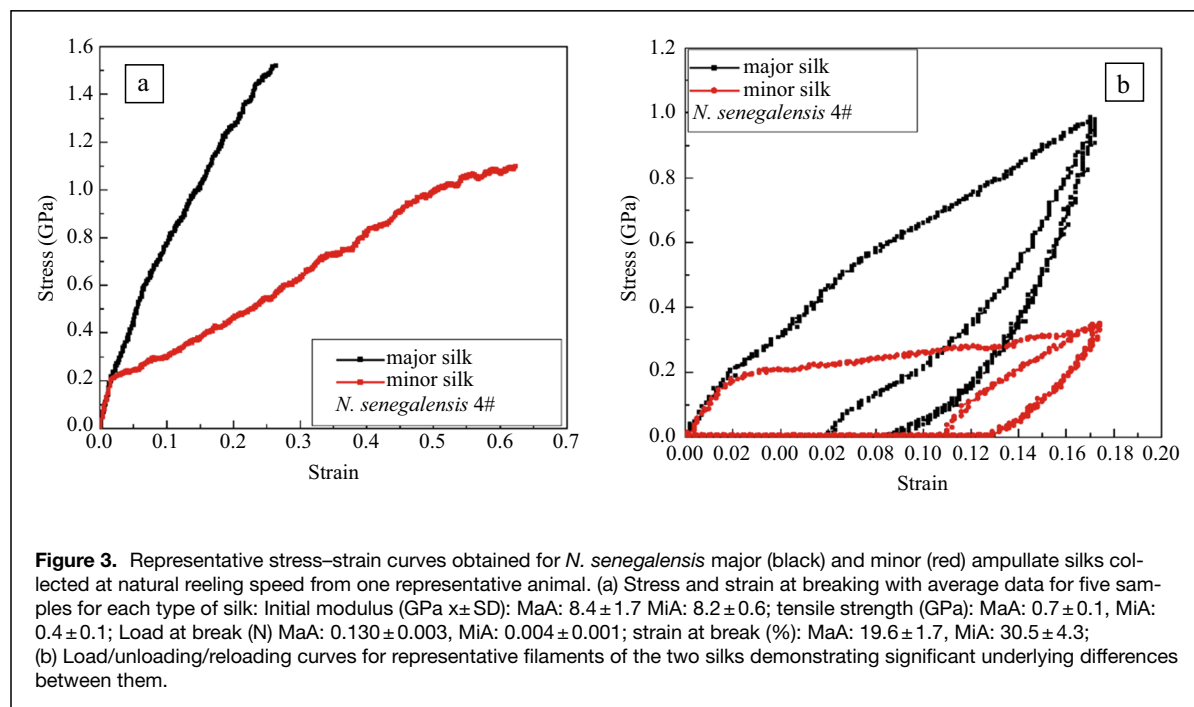 1.6
1.4
1.2
1.0
0.8
0.6
0.4
0.2
0.0
Stress (GPa)
a
major silk
minor silk
N. senegalensis 4#
0.0 0.1 0.2 0.3 0.4 0.5 0.6 0.7
Strain
1.2
1.0
0.8
0.6
0.4
0.2
0.0
Stress (GPa)
major silk
minor silk
N. senegalensis 4#
b
0.00 0.02 0.00 0.02 0.08 0.10 0.12 0.14 0.16 0.18 0.20
Strain
Figure 3. Representative stress–strain curves obtained for N. senegalensis major (black) and minor (red) ampullate silks col-
lected at natural reeling speed from one representative animal. (a) Stress and strain at breaking with average data for five sam-
ples for each type of silk: Initial modulus (GPa x± SD): MaA: 8.4 ± 1.7 MiA: 8.2 ± 0.6; tensile strength (GPa): MaA: 0.7 ± 0.1, MiA:
0.4 ± 0.1; Load at break (N) MaA: 0.130 ± 0.003, MiA: 0.004 ± 0.001; strain at break (%): MaA: 19.6 ± 1.7, MiA: 30.5 ± 4.3;
(b) Load/unloading/reloading curves for representative filaments of the two silks demonstrating significant underlying differences
between them.